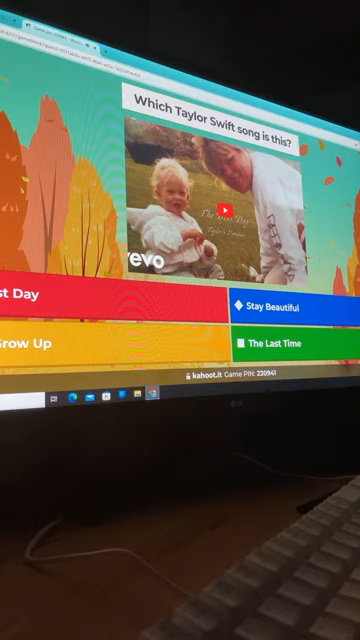 Which Taylor Swift song is this?
The Best Day
Taylor's Version
evo
st Day
Stay Beautiful
Grow Up
The Last Time
kahoot.it Game PIN: 220941
LG